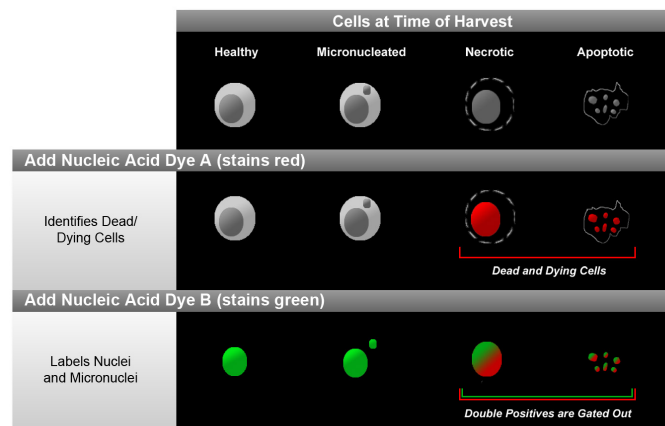 Cells at Time of Harvest
Healthy Micronucleated Necrotic Apoptotic
Add Nucleic Acid Dye A (stains red)
Identifies Dead/
Dying Cells
Dead and Dying Cells
Add Nucleic Acid Dye B (stains green)
Labels Nuclei
and Micronuclei
Double Positives are Gated Out